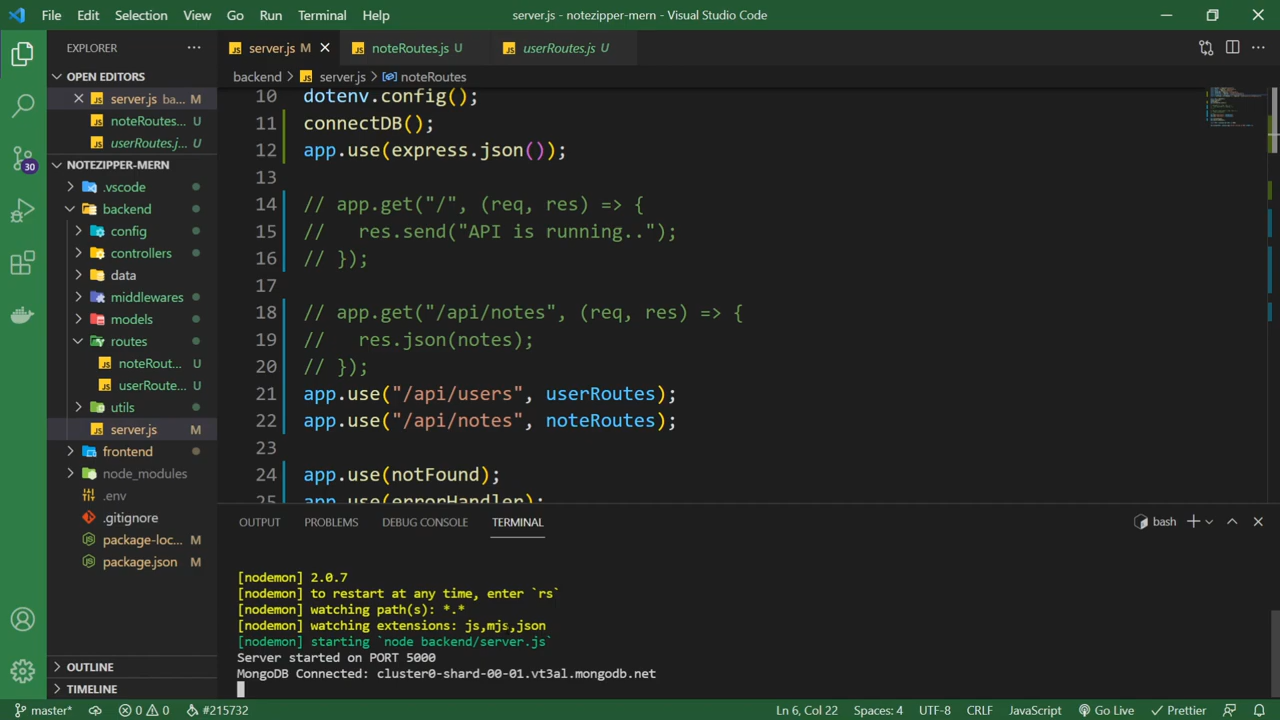 File Edit Selection View Go Run Terminal Help server.js - notezipper-mern - Visual Studio Code
EXPLORER ...
server.js M
noteRoutes.js U
userRoutes.js U
OPEN EDITORS
backend > server.js > noteRoutes
server.js ba... M
noteRoutes... U
userRoutes.j... U
NOTEZIPPER-MERN
.vscode
backend
config
controllers
data
middlewares
models
routes
noteRout... U
userRoute... U
utils
server.js M
frontend
node_modules
.env
.gitignore
package-loc... M
package.json M
OUTLINE
TIMELINE
30
10 dotenv.config();
11 connectDB();
12 app.use(express.json());
13
14 // app.get("/", (req, res) => {
15 // res.send("API is running..");
16 // });
17
18 // app.get("/api/notes", (req, res) => {
19 // res.json(notes);
20 // });
21 app.use("/api/users", userRoutes);
22 app.use("/api/notes", noteRoutes);
23
24 app.use(notFound);
25 app.use(errorHandler);
OUTPUT PROBLEMS DEBUG CONSOLE TERMINAL bash
[nodemon] 2.0.7
[nodemon] to restart at any time, enter `rs`
[nodemon] watching path(s): *.*
[nodemon] watching extensions: js,mjs,json
[nodemon] starting `node backend/server.js`
Server started on PORT 5000
MongoDB Connected: cluster0-shard-00-01.vt3al.mongodb.net
master* 0 0 #215732 Ln 6, Col 22 Spaces: 4 UTF-8 CRLF JavaScript Go Live Prettier